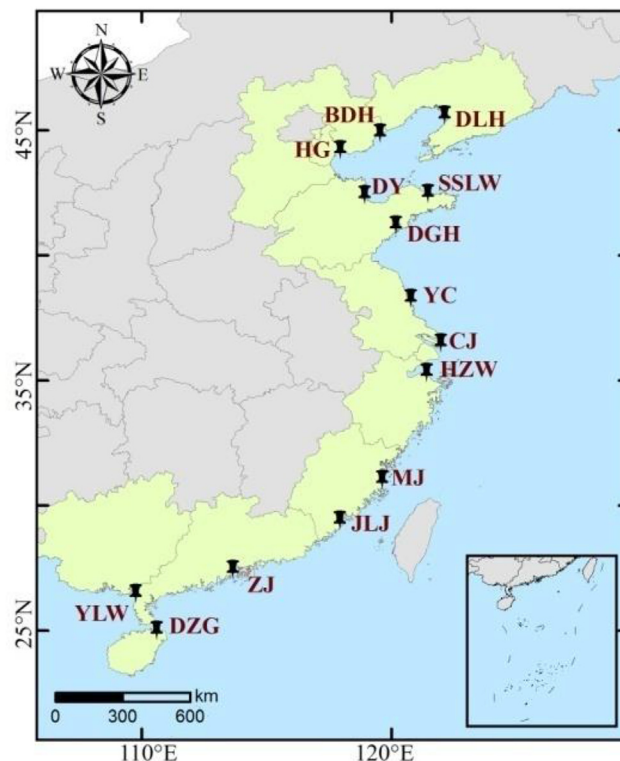 N
W E
S
BDH
DLH
45°N
HG
DY
SSLW
DGH
YC
CJ
HZW
35°N
MJ
JLJ
ZJ
YLW
DZG
25°N
km
0 300 600
110°E 120°E